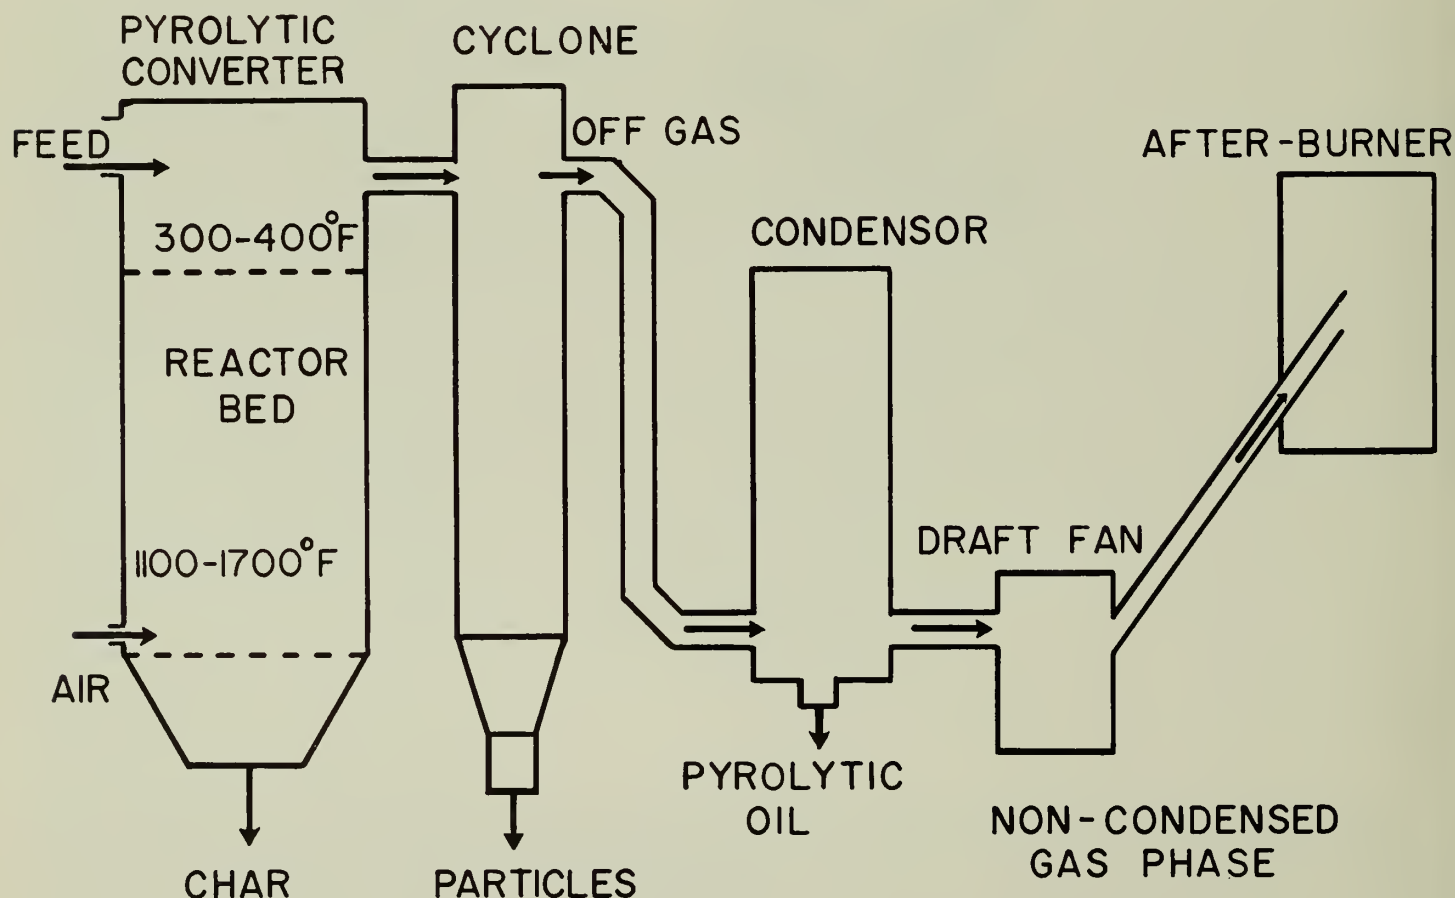 PYROLYTIC
CONVERTER
CYCLONE
FEED
OFF GAS
AFTER-BURNER
300-400°F
CONDENSOR
REACTOR
BED
DRAFT FAN
1100-1700°F
AIR
PYROLYTIC
OIL
NON-CONDENSED
GAS PHASE
CHAR
PARTICLES